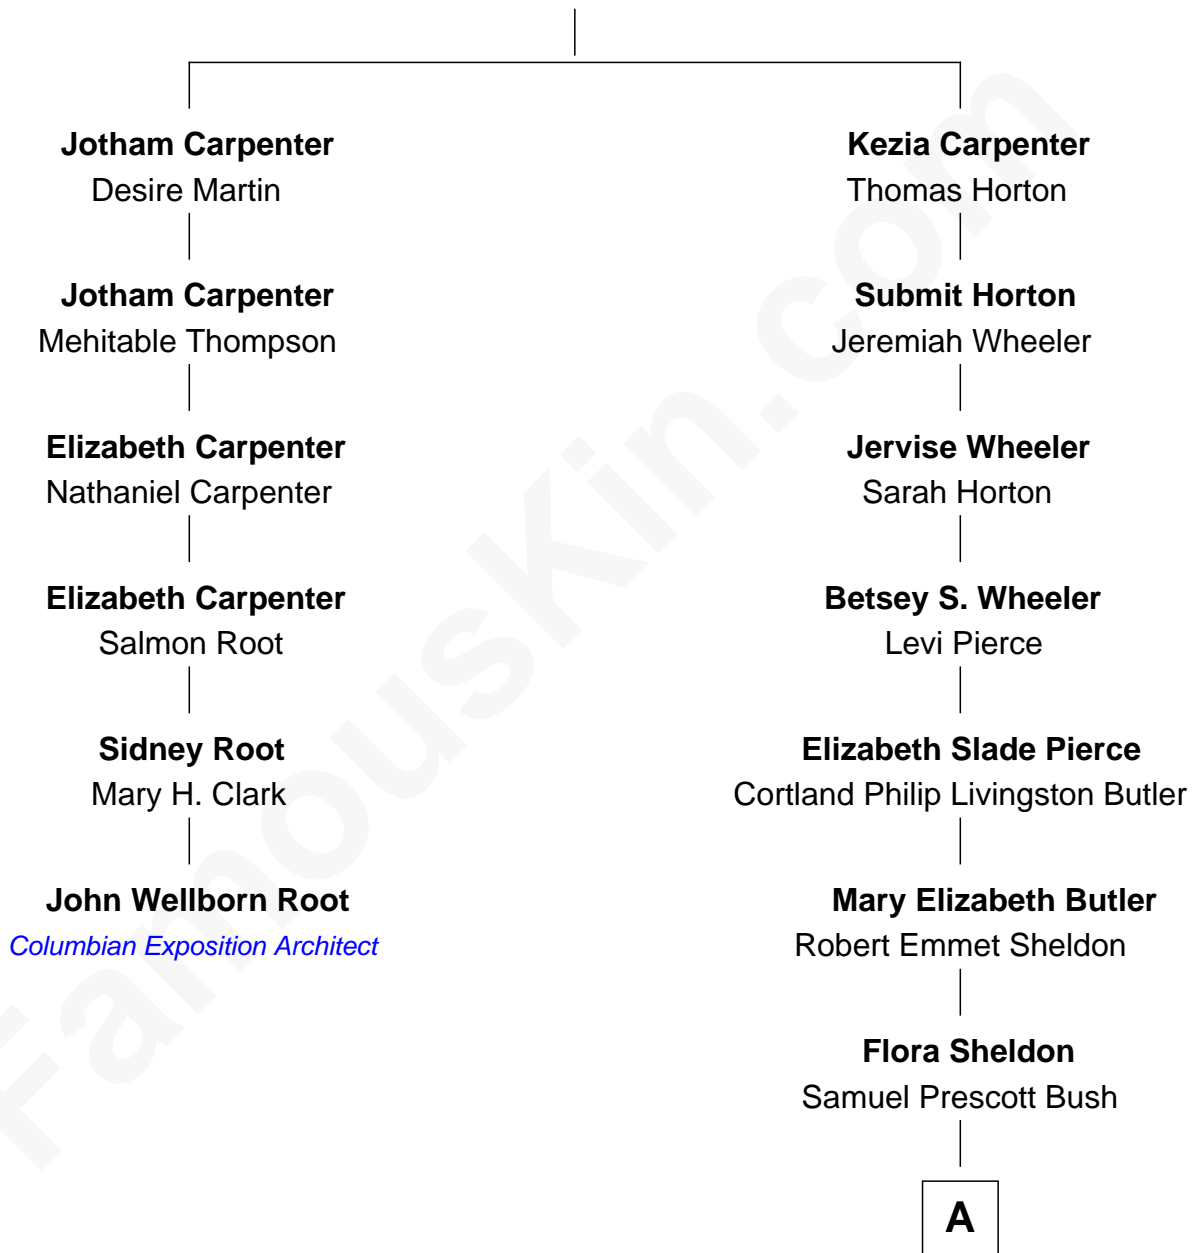 Jotham Carpenter
Desire Martin
Jotham Carpenter
Mehitable Thompson
Elizabeth Carpenter
Nathaniel Carpenter
Elizabeth Carpenter
Salmon Root
Sidney Root
Mary H. Clark
John Wellborn Root
Columbian Exposition Architect
Kezia Carpenter
Thomas Horton
Submit Horton
Jeremiah Wheeler
Jervise Wheeler
Sarah Horton
Betsey S. Wheeler
Levi Pierce
Elizabeth Slade Pierce
Cortland Philip Livingston Butler
Mary Elizabeth Butler
Robert Emmet Sheldon
Flora Sheldon
Samuel Prescott Bush
A
FamousKin.com